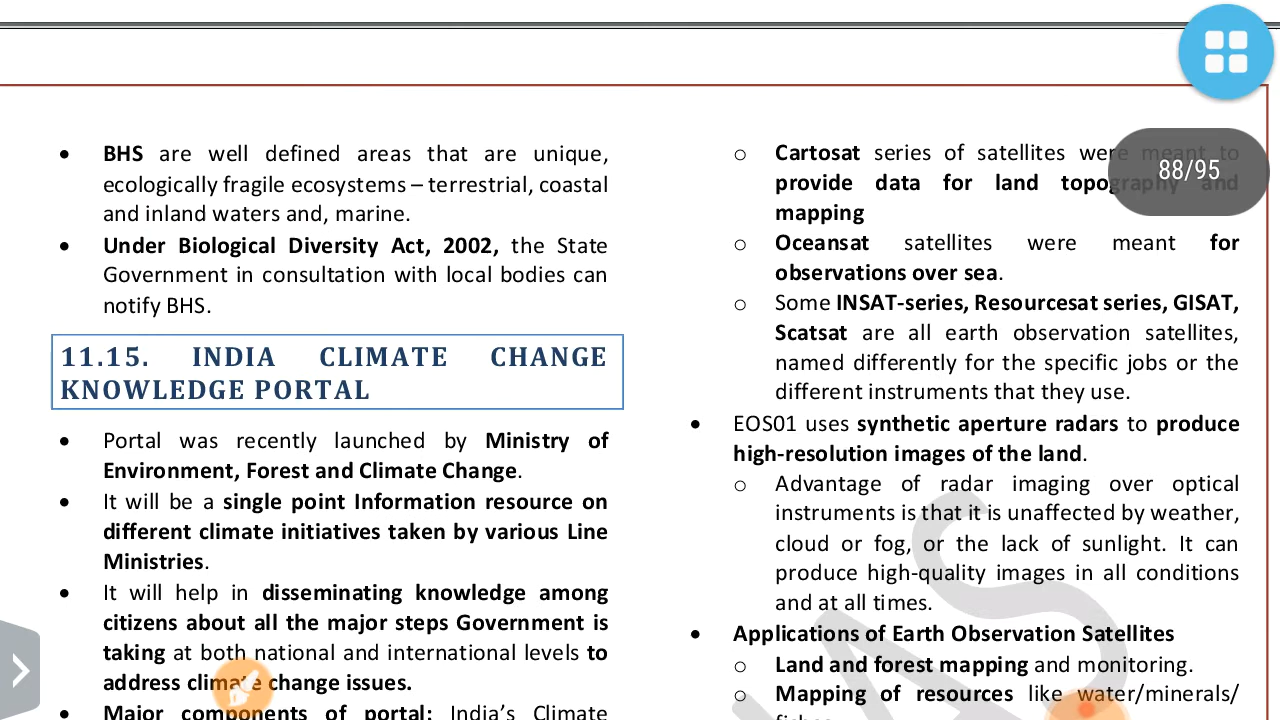 • BHS are well defined areas that are unique,
ecologically fragile ecosystems – terrestrial, coastal
and inland waters and, marine.
• Under Biological Diversity Act, 2002, the State
Government in consultation with local bodies can
notify BHS.
11.15. INDIA CLIMATE CHANGE
KNOWLEDGE PORTAL
• Portal was recently launched by Ministry of
Environment, Forest and Climate Change.
• It will be a single point Information resource on
different climate initiatives taken by various Line
Ministries.
• It will help in disseminating knowledge among
citizens about all the major steps Government is
taking at both national and international levels to
address climate change issues.
• Major components of portal: India’s Climate
o Cartosat series of satellites were meant to
provide data for land topography and
mapping
o Oceansat satellites were meant for
observations over sea.
o Some INSAT-series, Resourcesat series, GISAT,
Scatsat are all earth observation satellites,
named differently for the specific jobs or the
different instruments that they use.
• EOS01 uses synthetic aperture radars to produce
high-resolution images of the land.
o Advantage of radar imaging over optical
instruments is that it is unaffected by weather,
cloud or fog, or the lack of sunlight. It can
produce high-quality images in all conditions
and at all times.
• Applications of Earth Observation Satellites
o Land and forest mapping and monitoring.
o Mapping of resources like water/minerals/
88/95